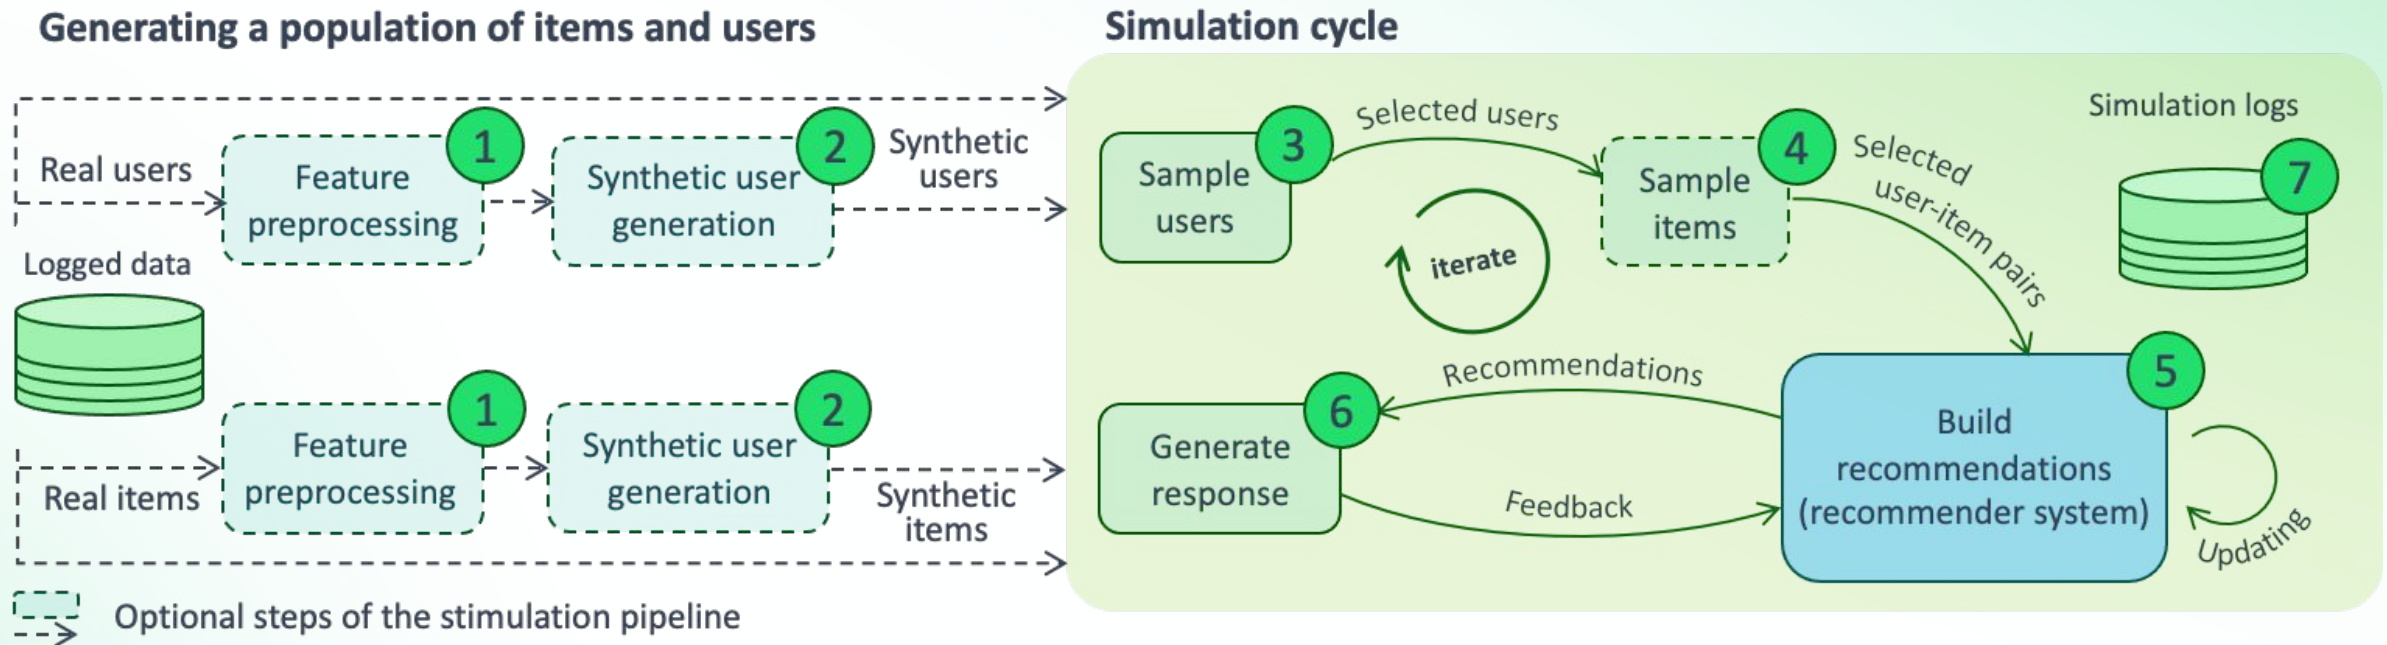 Generating a population of items and users
Real users
Feature
preprocessing
1
Synthetic user
generation
2
Synthetic
users
Logged data
Real items
Feature
preprocessing
1
Synthetic user
generation
2
Synthetic
items
Optional steps of the stimulation pipeline
Simulation cycle
Sample
users
3
Selected users
Sample
items
4
Selected
user-item pairs
Simulation logs
7
iterate
Recommendations
Generate
response
6
Feedback
Build
recommendations
(recommender system)
5
Updating